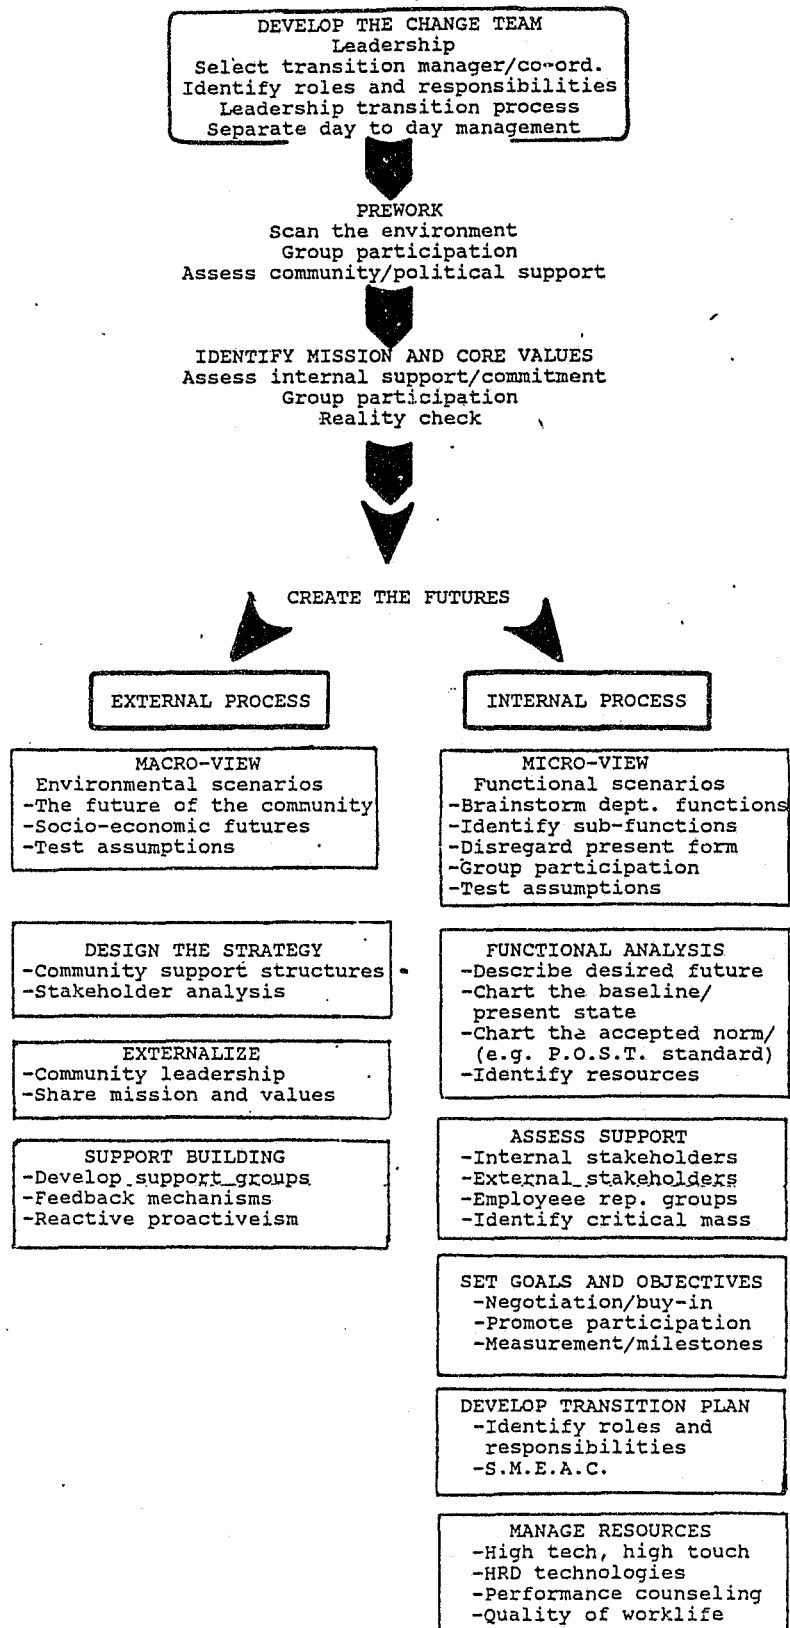 DEVELOP THE CHANGE TEAM
Leadership
Select transition manager/co-ord.
Identify roles and responsibilities
Leadership transition process
Separate day to day management
PREWORK
Scan the environment
Group participation
Assess community/political support
IDENTIFY MISSION AND CORE VALUES
Assess internal support/commitment
Group participation
Reality check
CREATE THE FUTURES
EXTERNAL PROCESS
MACRO-VIEW
Environmental scenarios
-The future of the community
-Socio-economic futures
-Test assumptions
DESIGN THE STRATEGY
-Community support structures
-Stakeholder analysis
EXTERNALIZE
-Community leadership
-Share mission and values
SUPPORT BUILDING
-Develop support groups
-Feedback mechanisms
-Reactive proactiveism
INTERNAL PROCESS
MICRO-VIEW
Functional scenarios
-Brainstorm dept. functions
-Identify sub-functions
-Disregard present form
-Group participation
-Test assumptions
FUNCTIONAL ANALYSIS
-Describe desired future
-Chart the baseline/
present state
-Chart the accepted norm/
(e.g. P.O.S.T. standard)
-Identify resources
ASSESS SUPPORT
-Internal stakeholders
-External stakeholders
-Employeee rep. groups
-Identify critical mass
SET GOALS AND OBJECTIVES
-Negotiation/buy-in
-Promote participation
-Measurement/milestones
DEVELOP TRANSITION PLAN
-Identify roles and
responsibilities
-S.M.E.A.C.
MANAGE RESOURCES
-High tech, high touch
-HRD technologies
-Performance counseling
-Quality of worklife